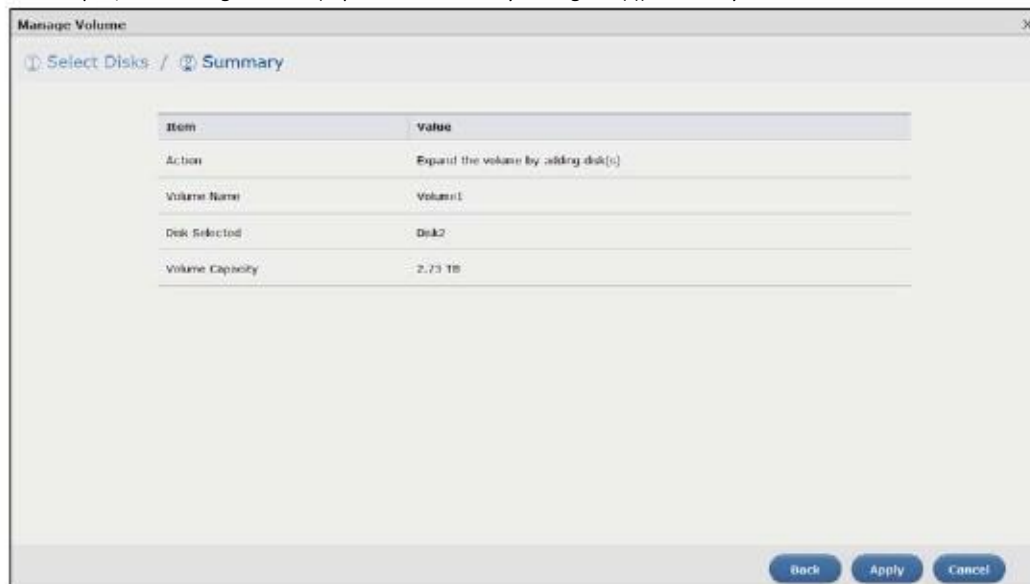 Manage Volume X
① Select Disks / ② Summary
Item Value
Action Expand the volume by adding disk(s)
Volume Name Volume1
Disk Selected Disk2
Volume Capacity 2.73 TB
Back Apply Cancel